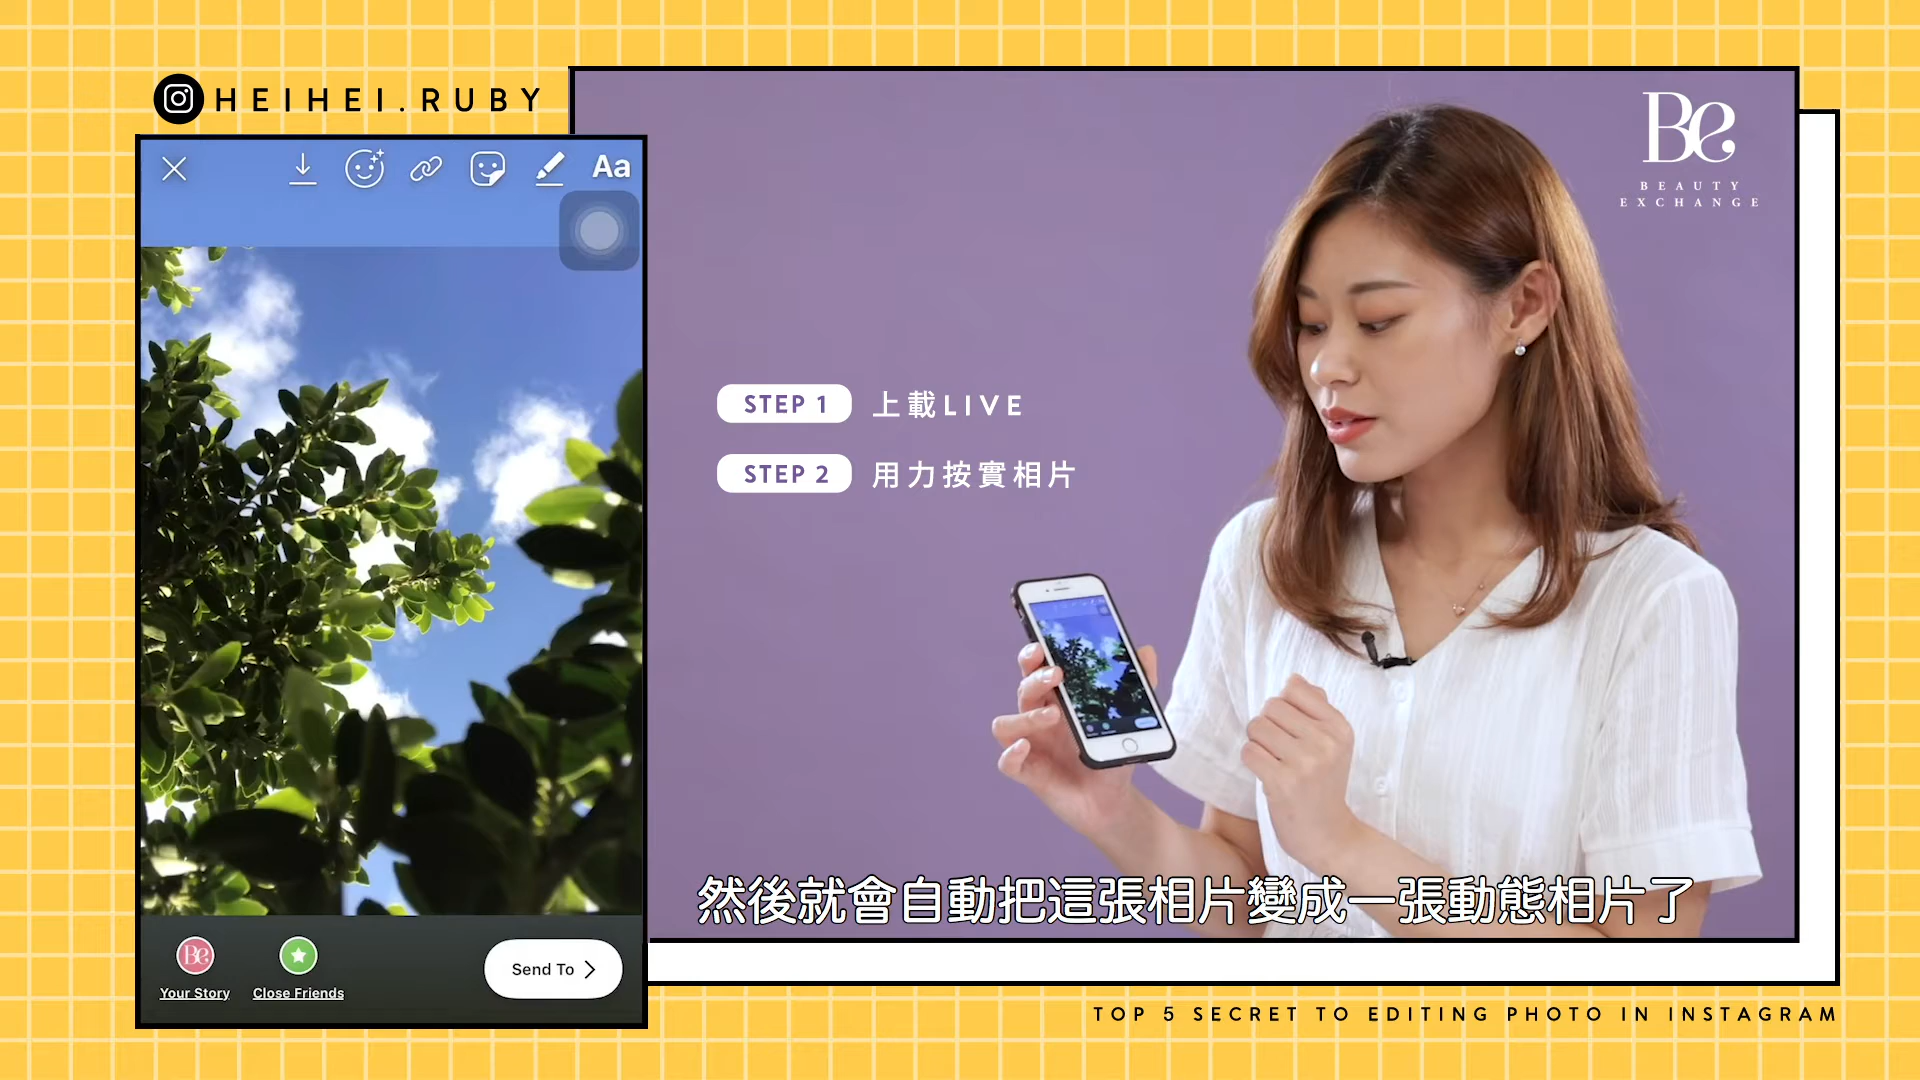 HEIHEI.RUBY
Aa
Be
BEAUTY
EXCHANGE
STEP 1 上載LIVE
STEP 2 用力按實相片
然後就會自動把這張相片變成一張動態相片了
Be
Your Story
Close Friends
Send To
TOP 5 SECRET TO EDITING PHOTO IN INSTAGRAM